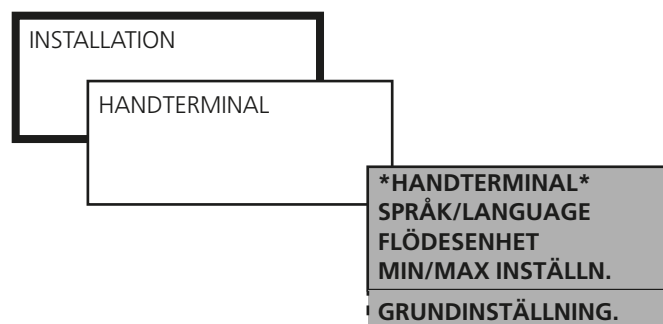 INSTALLATION
HANDTERMINAL
*HANDTERMINAL*
SPRÅK/LANGUAGE
FLÖDESENHET
MIN/MAX INSTÄLLN.
GRUNDINSTÄLLNING.